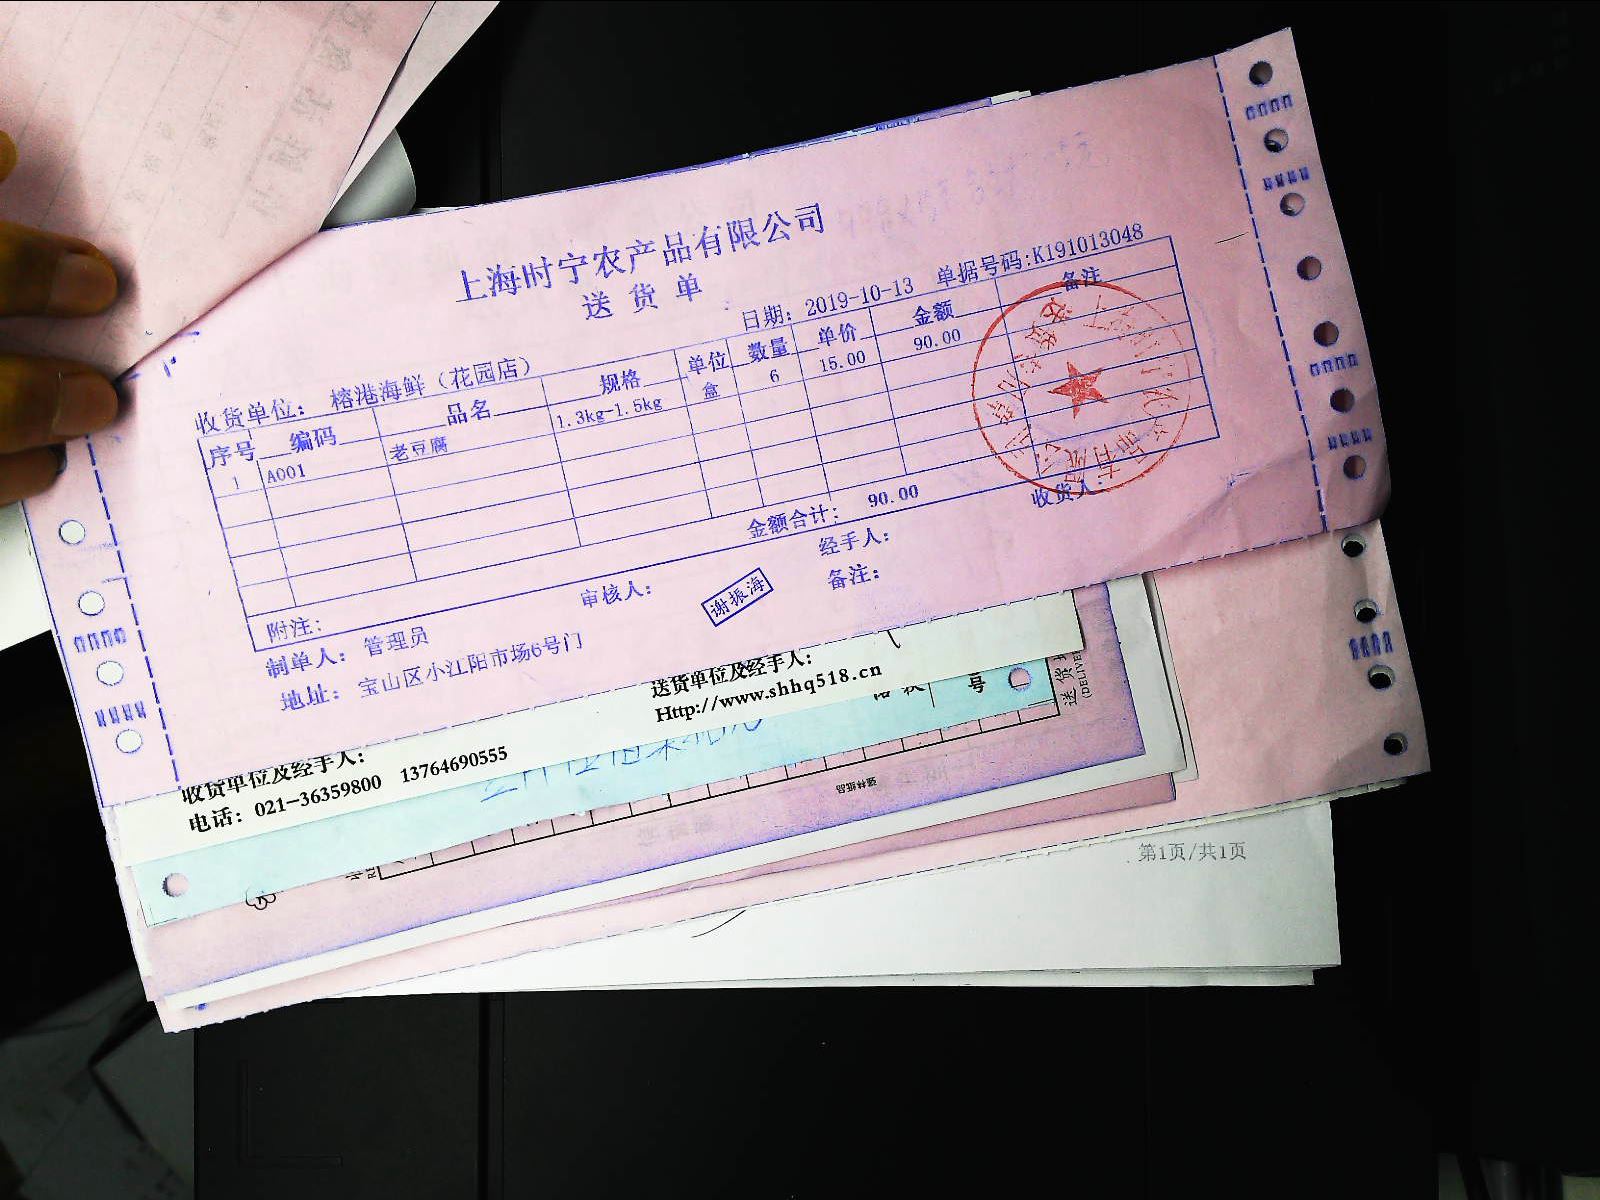 上海时宁农产品有限公司
送货单
日期：2019-10-13 单据号码:K191013048
收货单位： 榕港海鲜（花园店）
序号 编码 品名 规格 单位 数量 单价 金额 备注
1 A001 老豆腐 1.3kg-1.5kg 盒 6 15.00 90.00
金额合计： 90.00
附注：
审核人： 经手人： 收货人：
制单人： 管理员 谢振海 备注：
地址： 宝山区小江阳市场6号门
收货单位及经手人： 送货单位及经手人：
电话：021-36359800 13764690555 Http://www.shhq518.cn
号
送货
(DELIVE
第1页/共1页